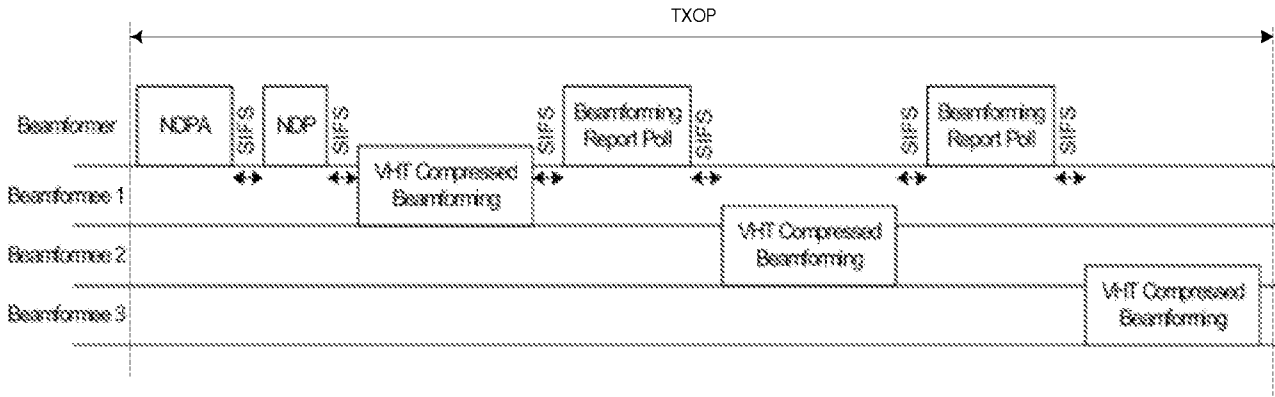 TXOP
Beamformer
NDPA
SIFS
NDP
SIFS
VHT Compressed
Beamforming
SIFS
Beamforming
Report Poll
SIFS
SIFS
Beamforming
Report Poll
SIFS
Beamformee 1
Beamformee 2
VHT Compressed
Beamforming
Beamformee 3
VHT Compressed
Beamforming